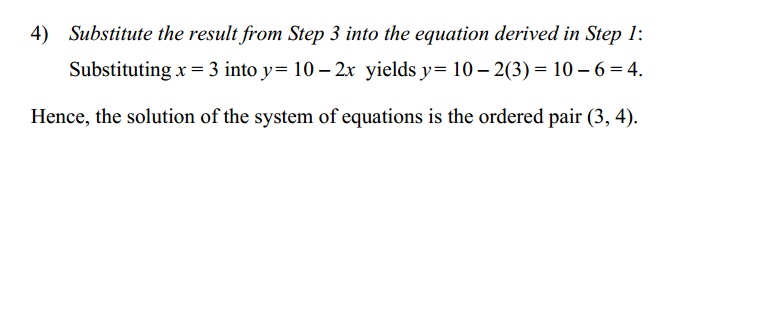 4) Substitute the result from Step 3 into the equation derived in Step 1:
Substituting x = 3 into y= 10 – 2x yields y= 10 – 2(3) = 10 – 6 = 4.
Hence, the solution of the system of equations is the ordered pair (3, 4).